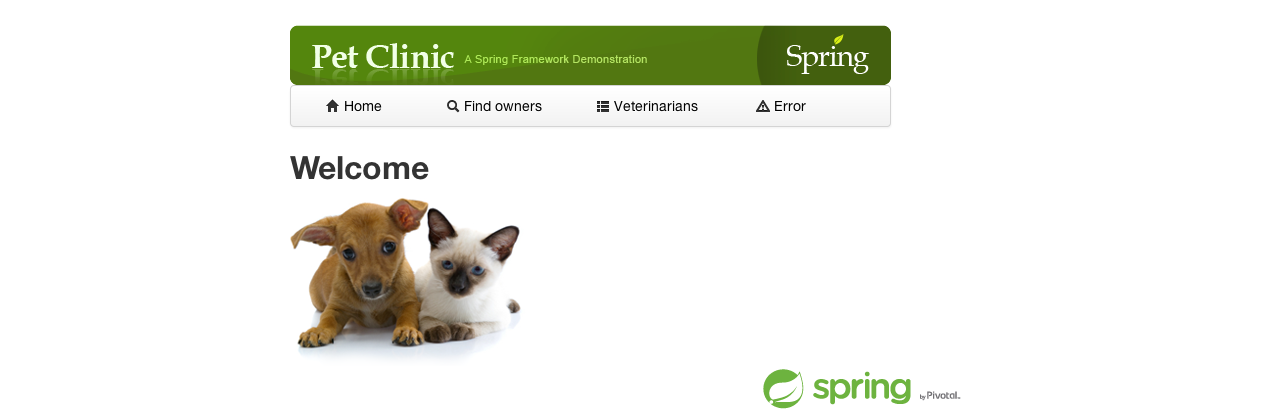 Pet Clinic A Spring Framework Demonstration Spring
Home Find owners Veterinarians Error
Welcome
spring by Pivotal.